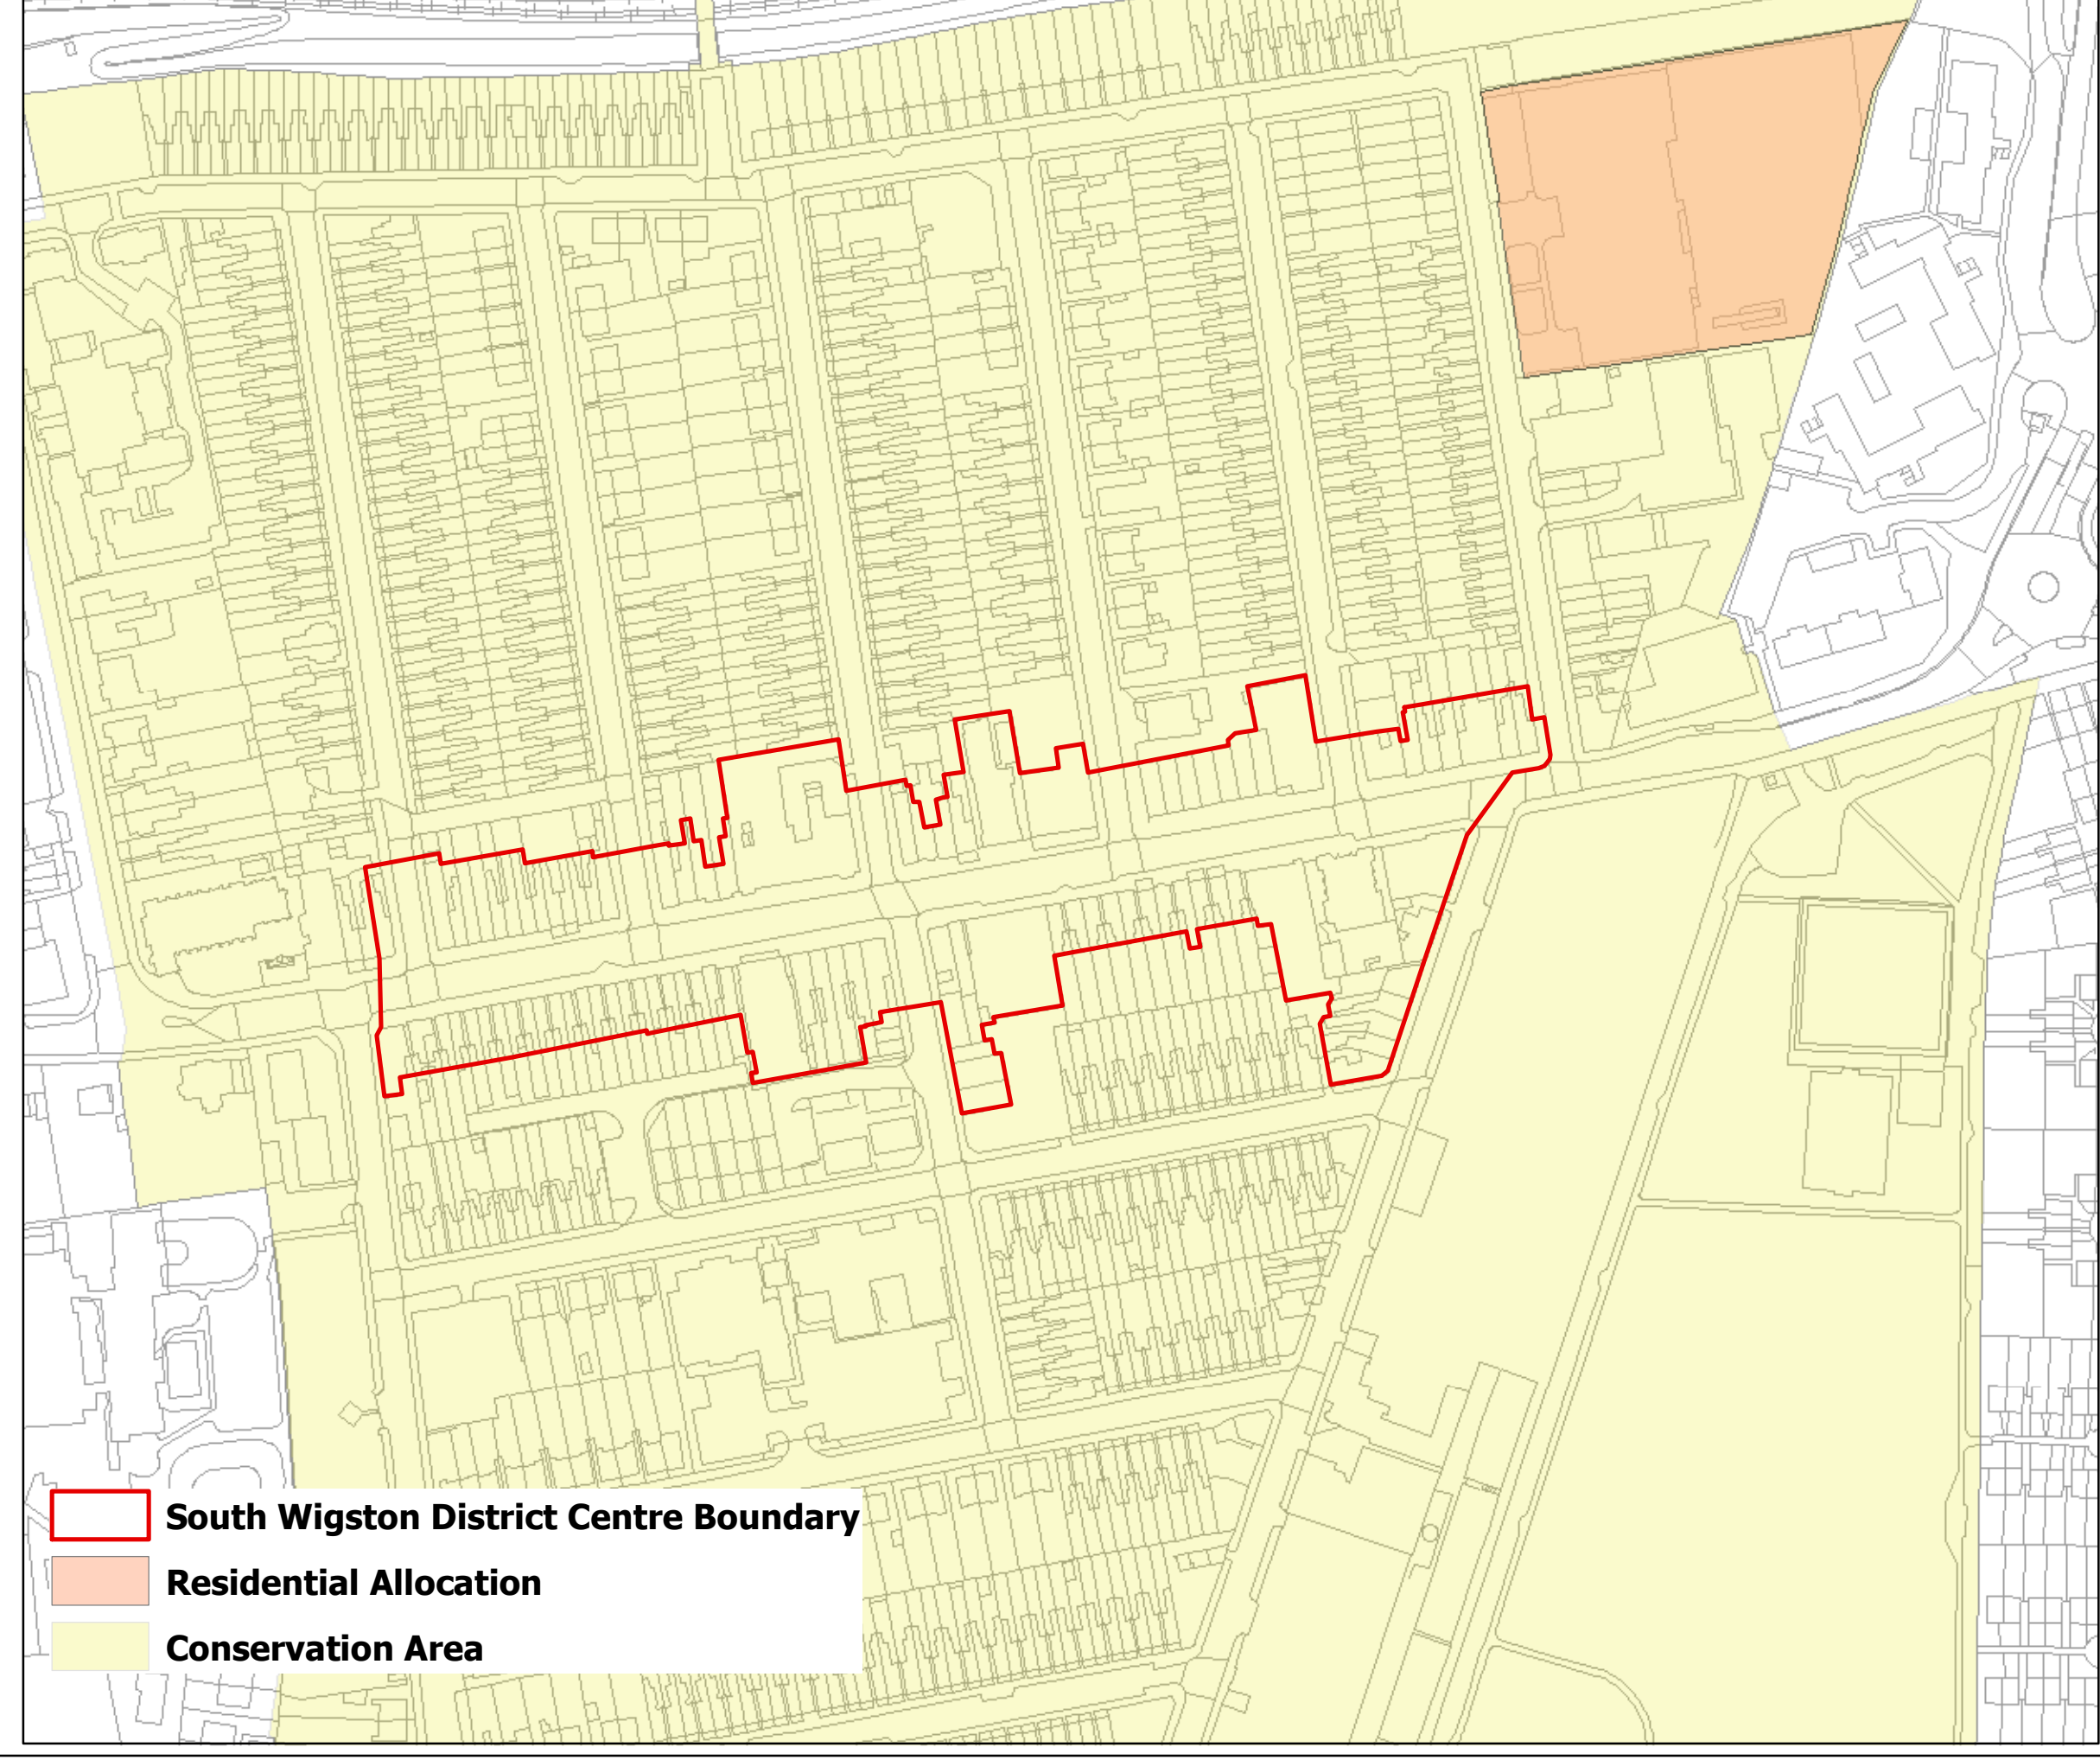 South Wigston District Centre Boundary
Residential Allocation
Conservation Area